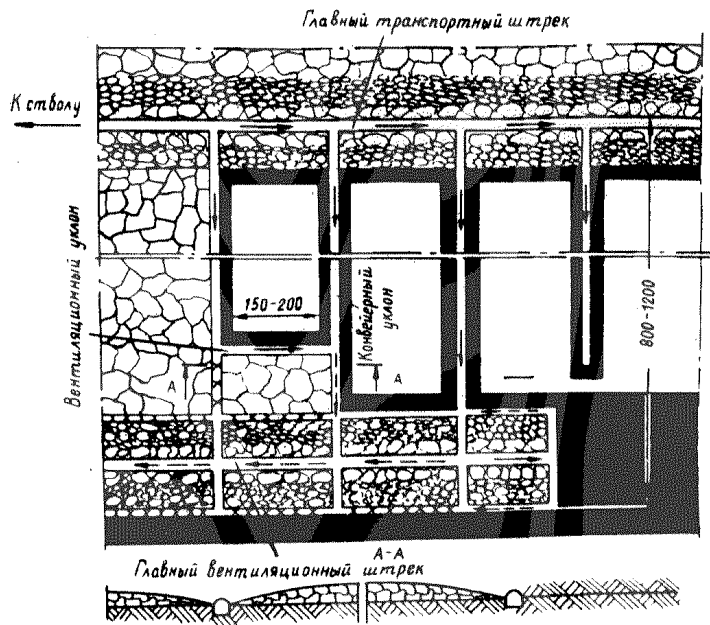 Главный транспортный штрек
К стволу
Вентиляционный уклон
150-200
Конвейерный
уклон
800-1200
А
А
А-А
Главный вентиляционный штрек